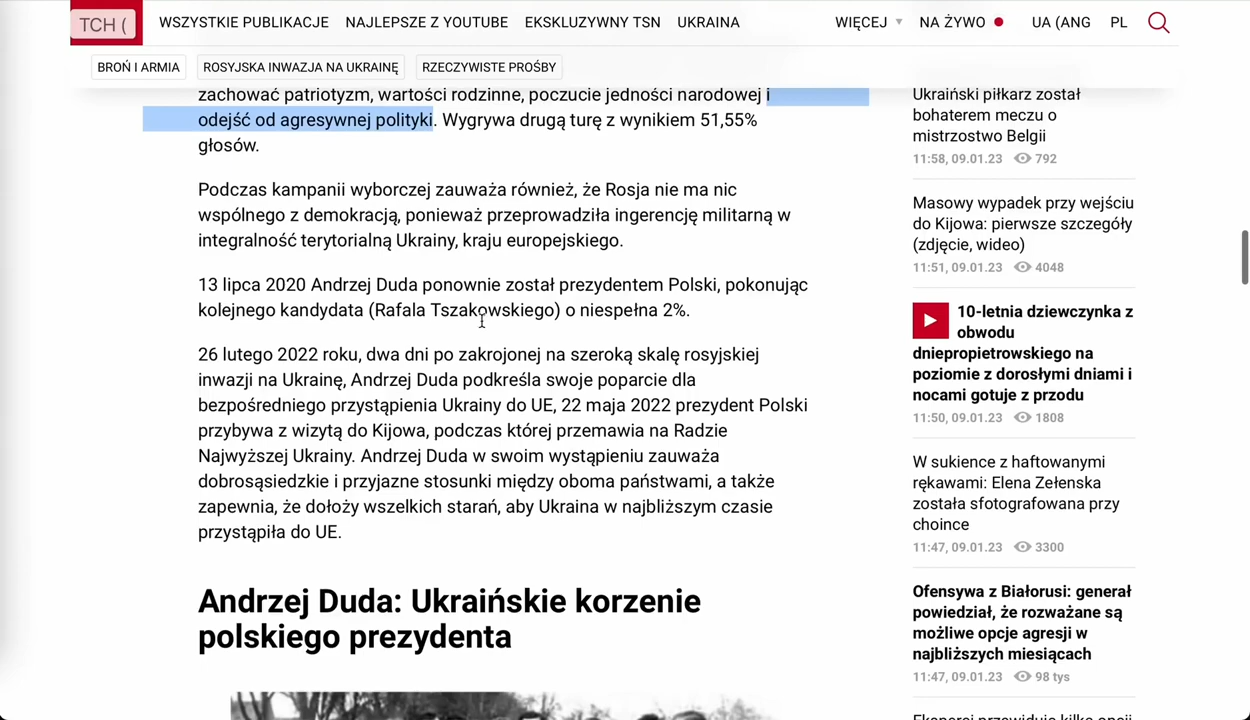 TCH (
WSZYSTKIE PUBLIKACJE NAJLEPSZE Z YOUTUBE EKSKLUZYWNY TSN UKRAINA WIĘCEJ NA ŻYWO UA (ANG PL
BROŃ I ARMIA ROSYJSKA INWAZJA NA UKRAINĘ RZECZYWISTE PROŚBY
zachować patriotyzm, wartości rodzinne, poczucie jedności narodowej i
odejść od agresywnej polityki. Wygrywa drugą turę z wynikiem 51,55%
głosów.
Podczas kampanii wyborczej zauważa również, że Rosja nie ma nic
wspólnego z demokracją, ponieważ przeprowadziła ingerencję militarną w
integralność terytorialną Ukrainy, kraju europejskiego.
13 lipca 2020 Andrzej Duda ponownie został prezydentem Polski, pokonując
kolejnego kandydata (Rafala Tszakowskiego) o niespełna 2%.
26 lutego 2022 roku, dwa dni po zakrojonej na szeroką skalę rosyjskiej
inwazji na Ukrainę, Andrzej Duda podkreśla swoje poparcie dla
bezpośredniego przystąpienia Ukrainy do UE, 22 maja 2022 prezydent Polski
przybywa z wizytą do Kijowa, podczas której przemawia na Radzie
Najwyższej Ukrainy. Andrzej Duda w swoim wystąpieniu zauważa
dobrosąsiedzkie i przyjazne stosunki między oboma państwami, a także
zapewnia, że dołoży wszelkich starań, aby Ukraina w najbliższym czasie
przystąpiła do UE.
Andrzej Duda: Ukraińskie korzenie
polskiego prezydenta
Ukraiński piłkarz został
bohaterem meczu o
mistrzostwo Belgii
11:58, 09.01.23 792
Masowy wypadek przy wejściu
do Kijowa: pierwsze szczegóły
(zdjęcie, wideo)
11:51, 09.01.23 4048
10-letnia dziewczynka z
obwodu
dniepropietrowskiego na
poziomie z dorosłymi dniami i
nocami gotuje z przodu
11:50, 09.01.23 1808
W sukience z haftowanymi
rękawami: Elena Zełenska
została sfotografowana przy
choince
11:47, 09.01.23 3300
Ofensywa z Białorusi: generał
powiedział, że rozważane są
możliwe opcje agresji w
najbliższych miesiącach
11:47, 09.01.23 98 tys